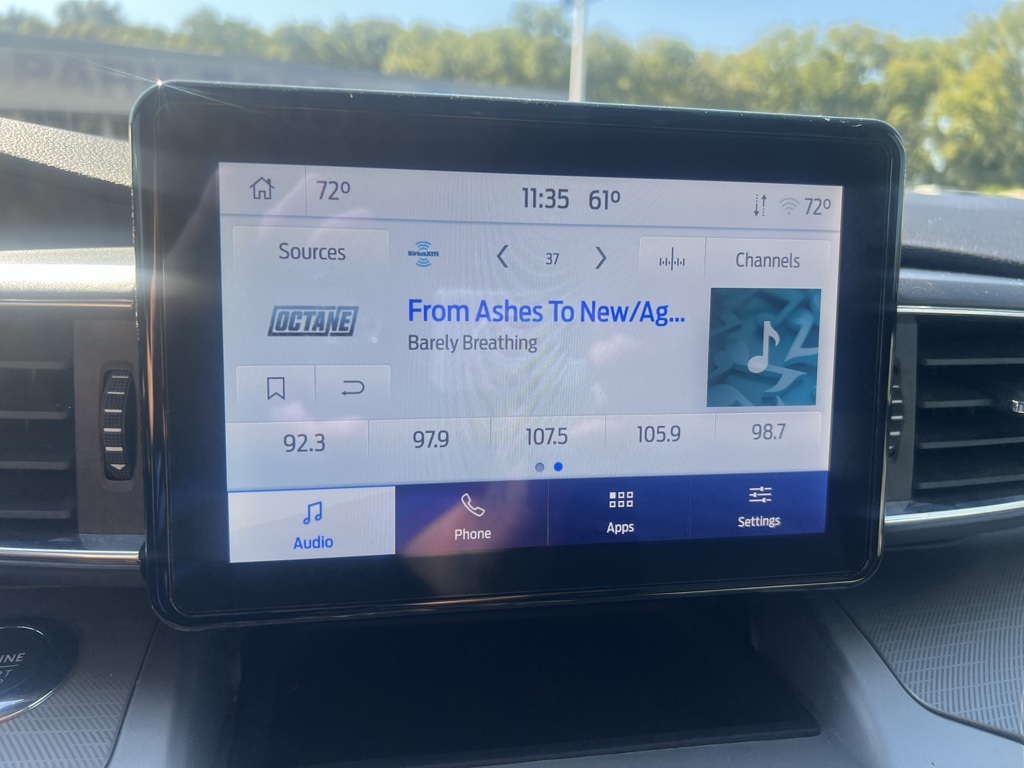 72° 11:35 61° 72°
Sources SiriusXM 37 Channels
OCTANE
From Ashes To New/Ag...
Barely Breathing
92.3 97.9 107.5 105.9 98.7
Audio Phone Apps Settings